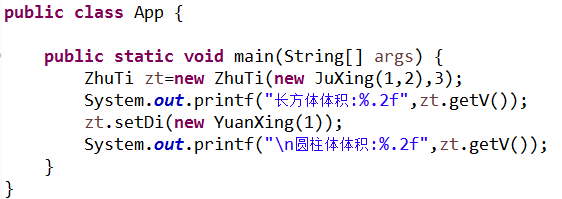 public class App {
public static void main(String[] args) {
ZhuTi zt=new ZhuTi(new JuXing(1,2),3);
System.out.printf("长方体体积:%.2f",zt.getV());
zt.setDi(new YuanXing(1));
System.out.printf("\n圆柱体体积:%.2f",zt.getV());
}
}